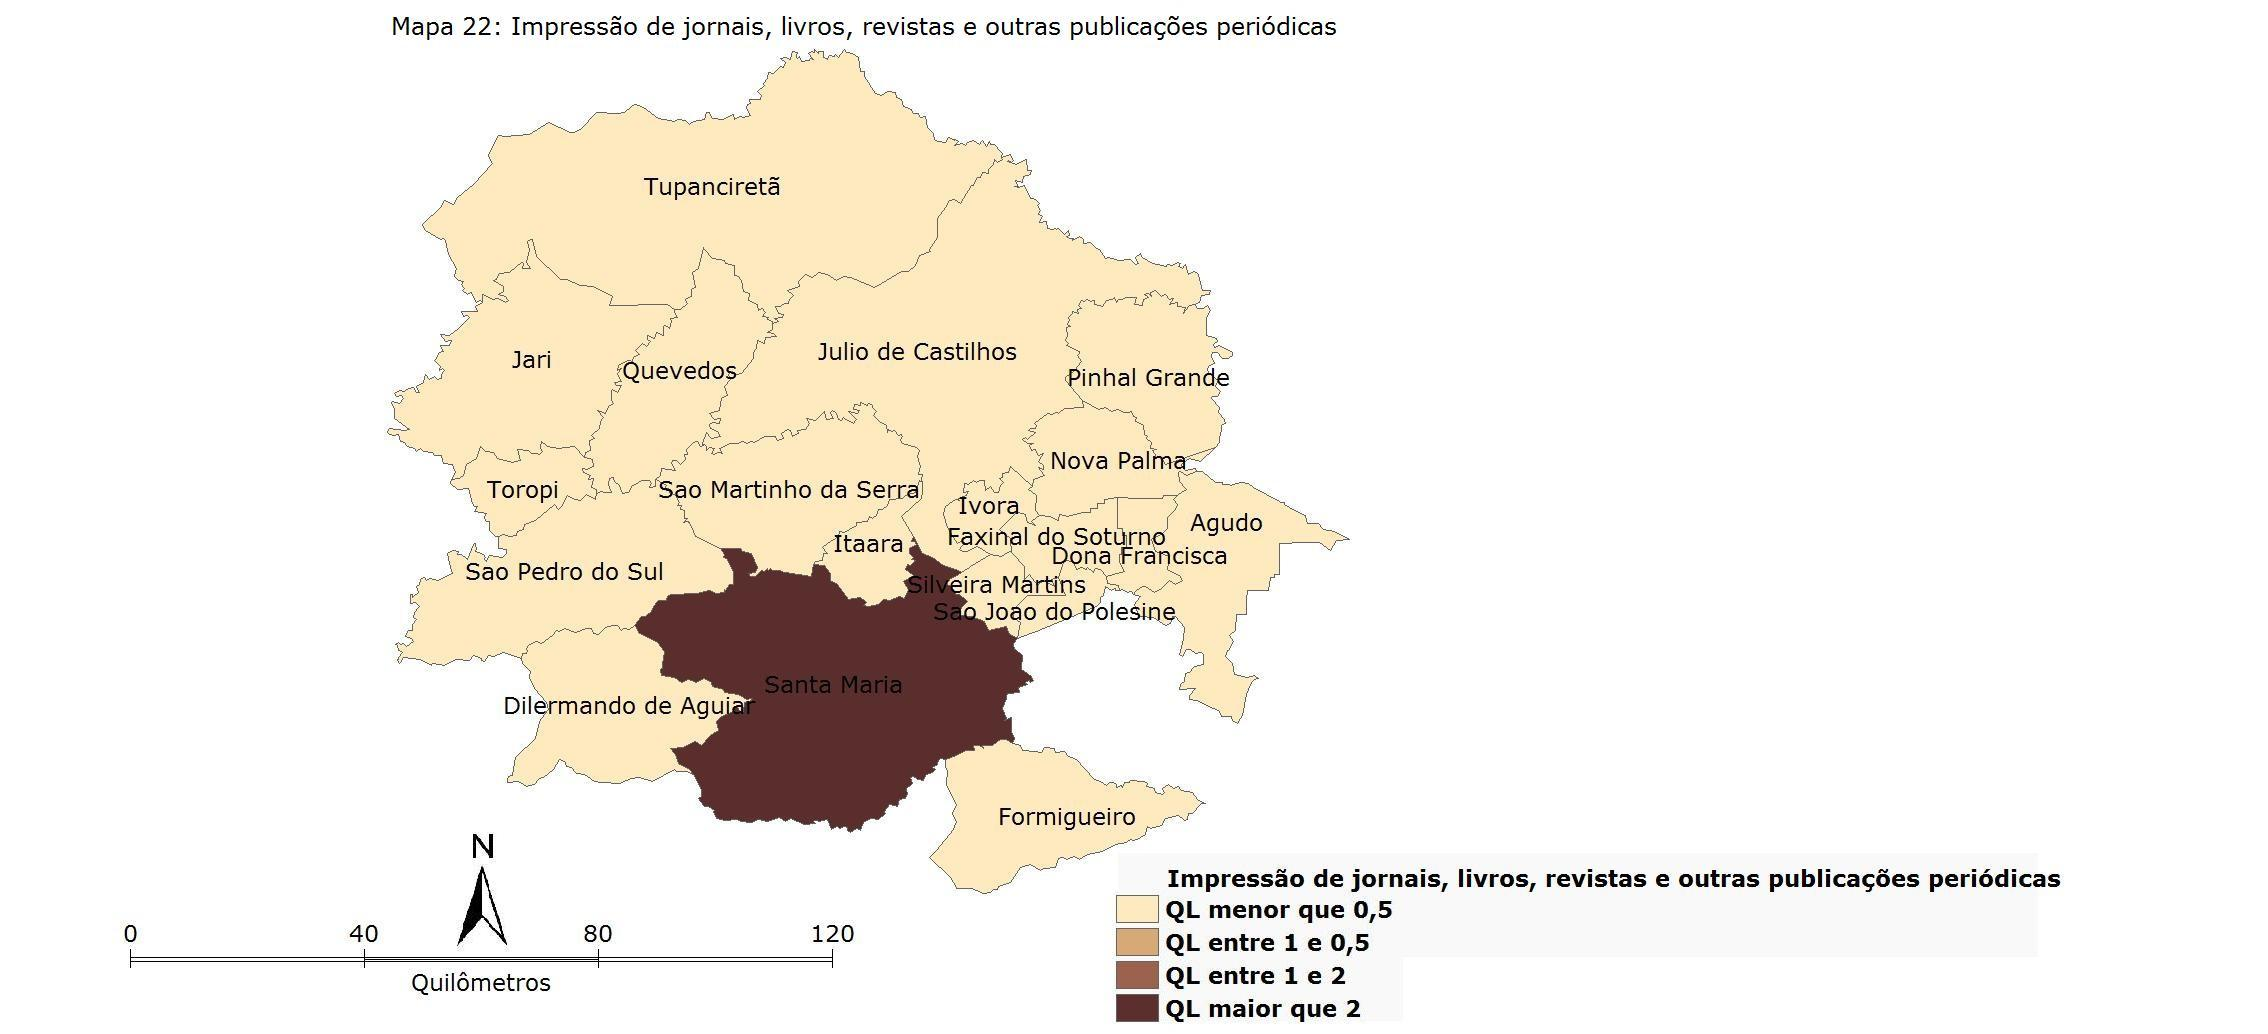 Mapa 22: Impressão de jornais, livros, revistas e outras publicações periódicas
Tupanciretã
Jari
Quevedos
Julio de Castilhos
Pinhal Grande
Nova Palma
Toropi
Sao Martinho da Serra
Ivora
Agudo
Faxinal do Soturno
Itaara
Dona Francisca
Sao Pedro do Sul
Silveira Martins
Sao Joao do Polesine
Santa Maria
Dilermando de Aguiar
Formigueiro
N
0 40 80 120
Quilômetros
Impressão de jornais, livros, revistas e outras publicações periódicas
QL menor que 0,5
QL entre 1 e 0,5
QL entre 1 e 2
QL maior que 2